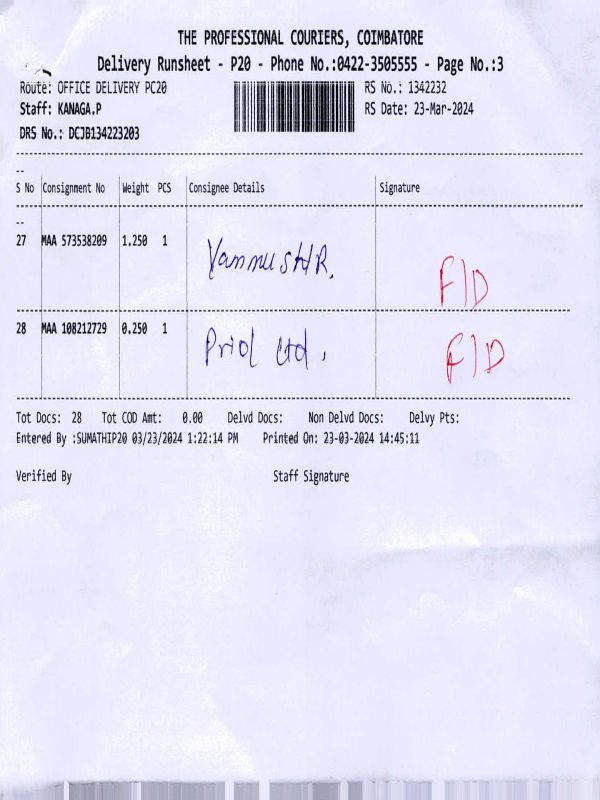 THE PROFESSIONAL COURIERS, COIMBATORE
Delivery Runsheet - P20 - Phone No.:0422-3505555 - Page No.:3
Route: OFFICE DELIVERY PC20 RS No.: 1342232
Staff: KANAGA.P RS Date: 23-Mar-2024
DRS No.: DCJB134223203
--
S No Consignment No Weight PCS Consignee Details Signature
--
27 MAA 573538209 1.250 1 F/D
28 MAA 108212729 0.250 1 Priol Ltd. F/D
Tot Docs: 28 Tot COD Amt: 0.00 Delvd Docs: Non Delvd Docs: Delvy Pts:
Entered By :SUMATHIP20 03/23/2024 1:22:14 PM Printed On: 23-03-2024 14:45:11
Verified By Staff Signature